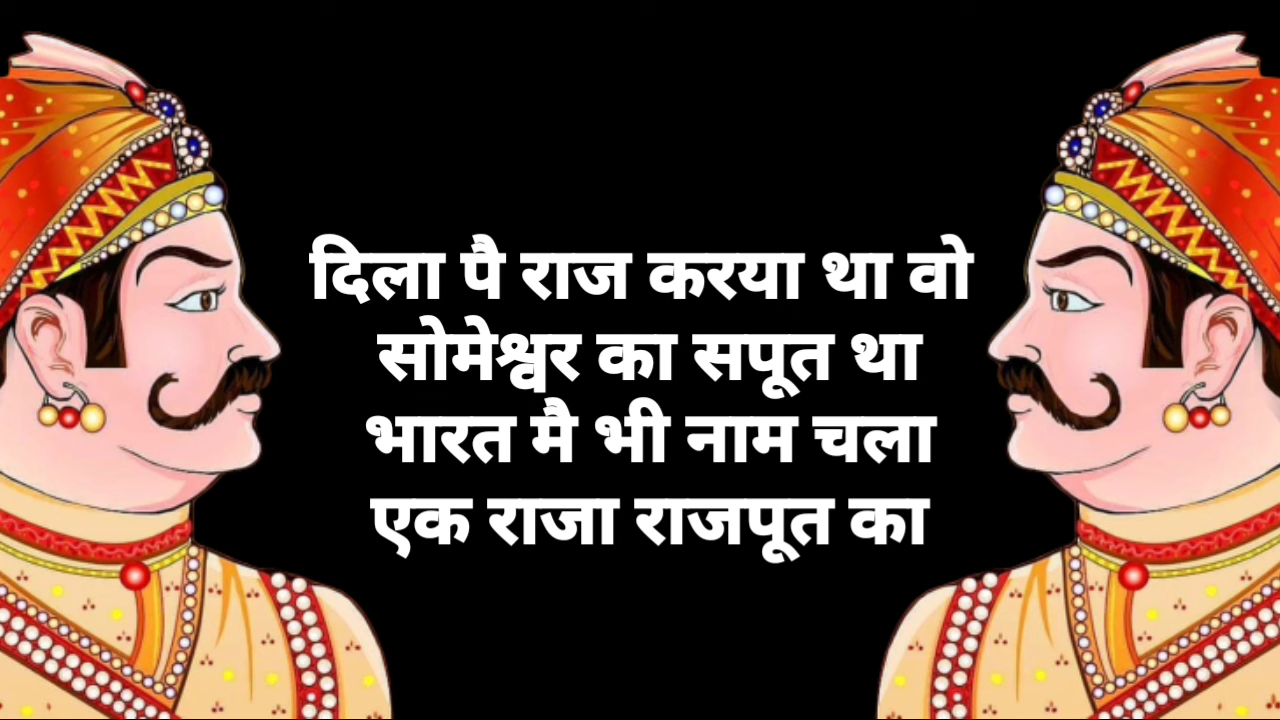 दिला पै राज करया था वो
सोमेश्वर का सपूत था
भारत मै भी नाम चला
एक राजा राजपूत का